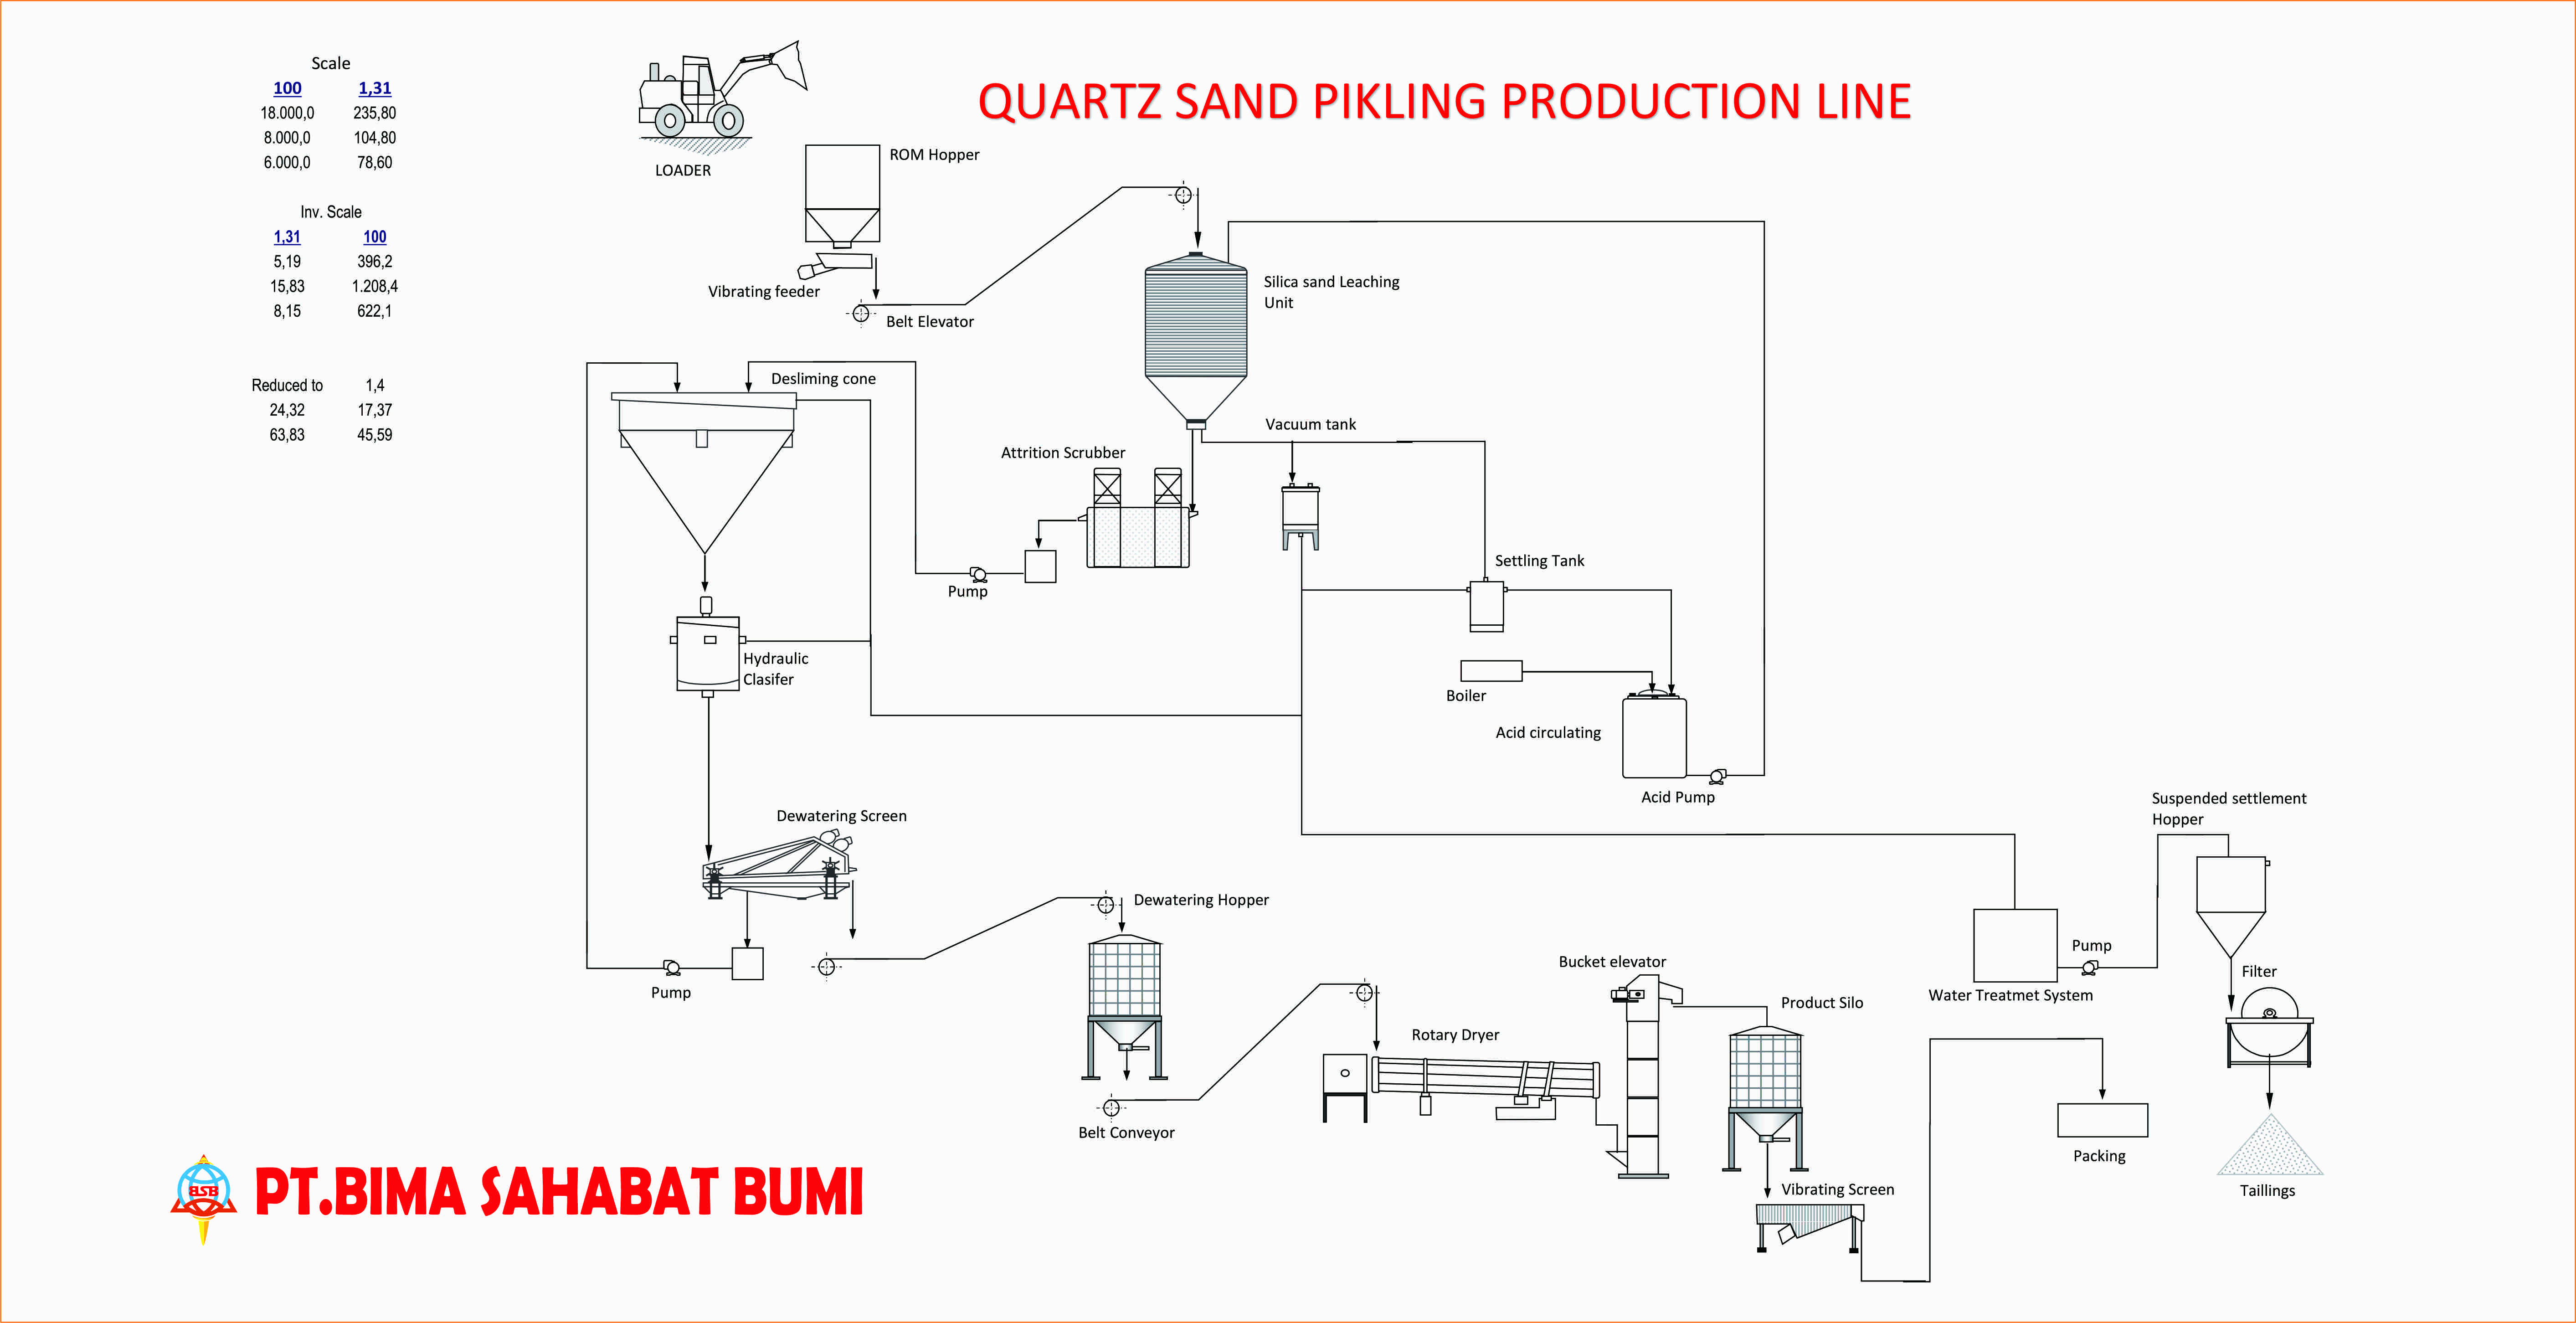 QUARTZ SAND PIKLING PRODUCTION LINE
Scale
100 1,31
18.000,0 235,80
8.000,0 104,80
6.000,0 78,60
Inv. Scale
1,31 100
5,19 396,2
15,83 1.208,4
8,15 622,1
Reduced to 1,4
24,32 17,37
63,83 45,59
LOADER
ROM Hopper
Vibrating feeder
Belt Elevator
Silica sand Leaching
Unit
Desliming cone
Vacuum tank
Attrition Scrubber
Pump
Settling Tank
Hydraulic
Clasifer
Boiler
Acid circulating
Acid Pump
Dewatering Screen
Pump
Dewatering Hopper
Belt Conveyor
Rotary Dryer
Bucket elevator
Product Silo
Vibrating Screen
Suspended settlement
Hopper
Pump
Water Treatmet System
Filter
Packing
Taillings
BSB
PT.BIMA SAHABAT BUMI